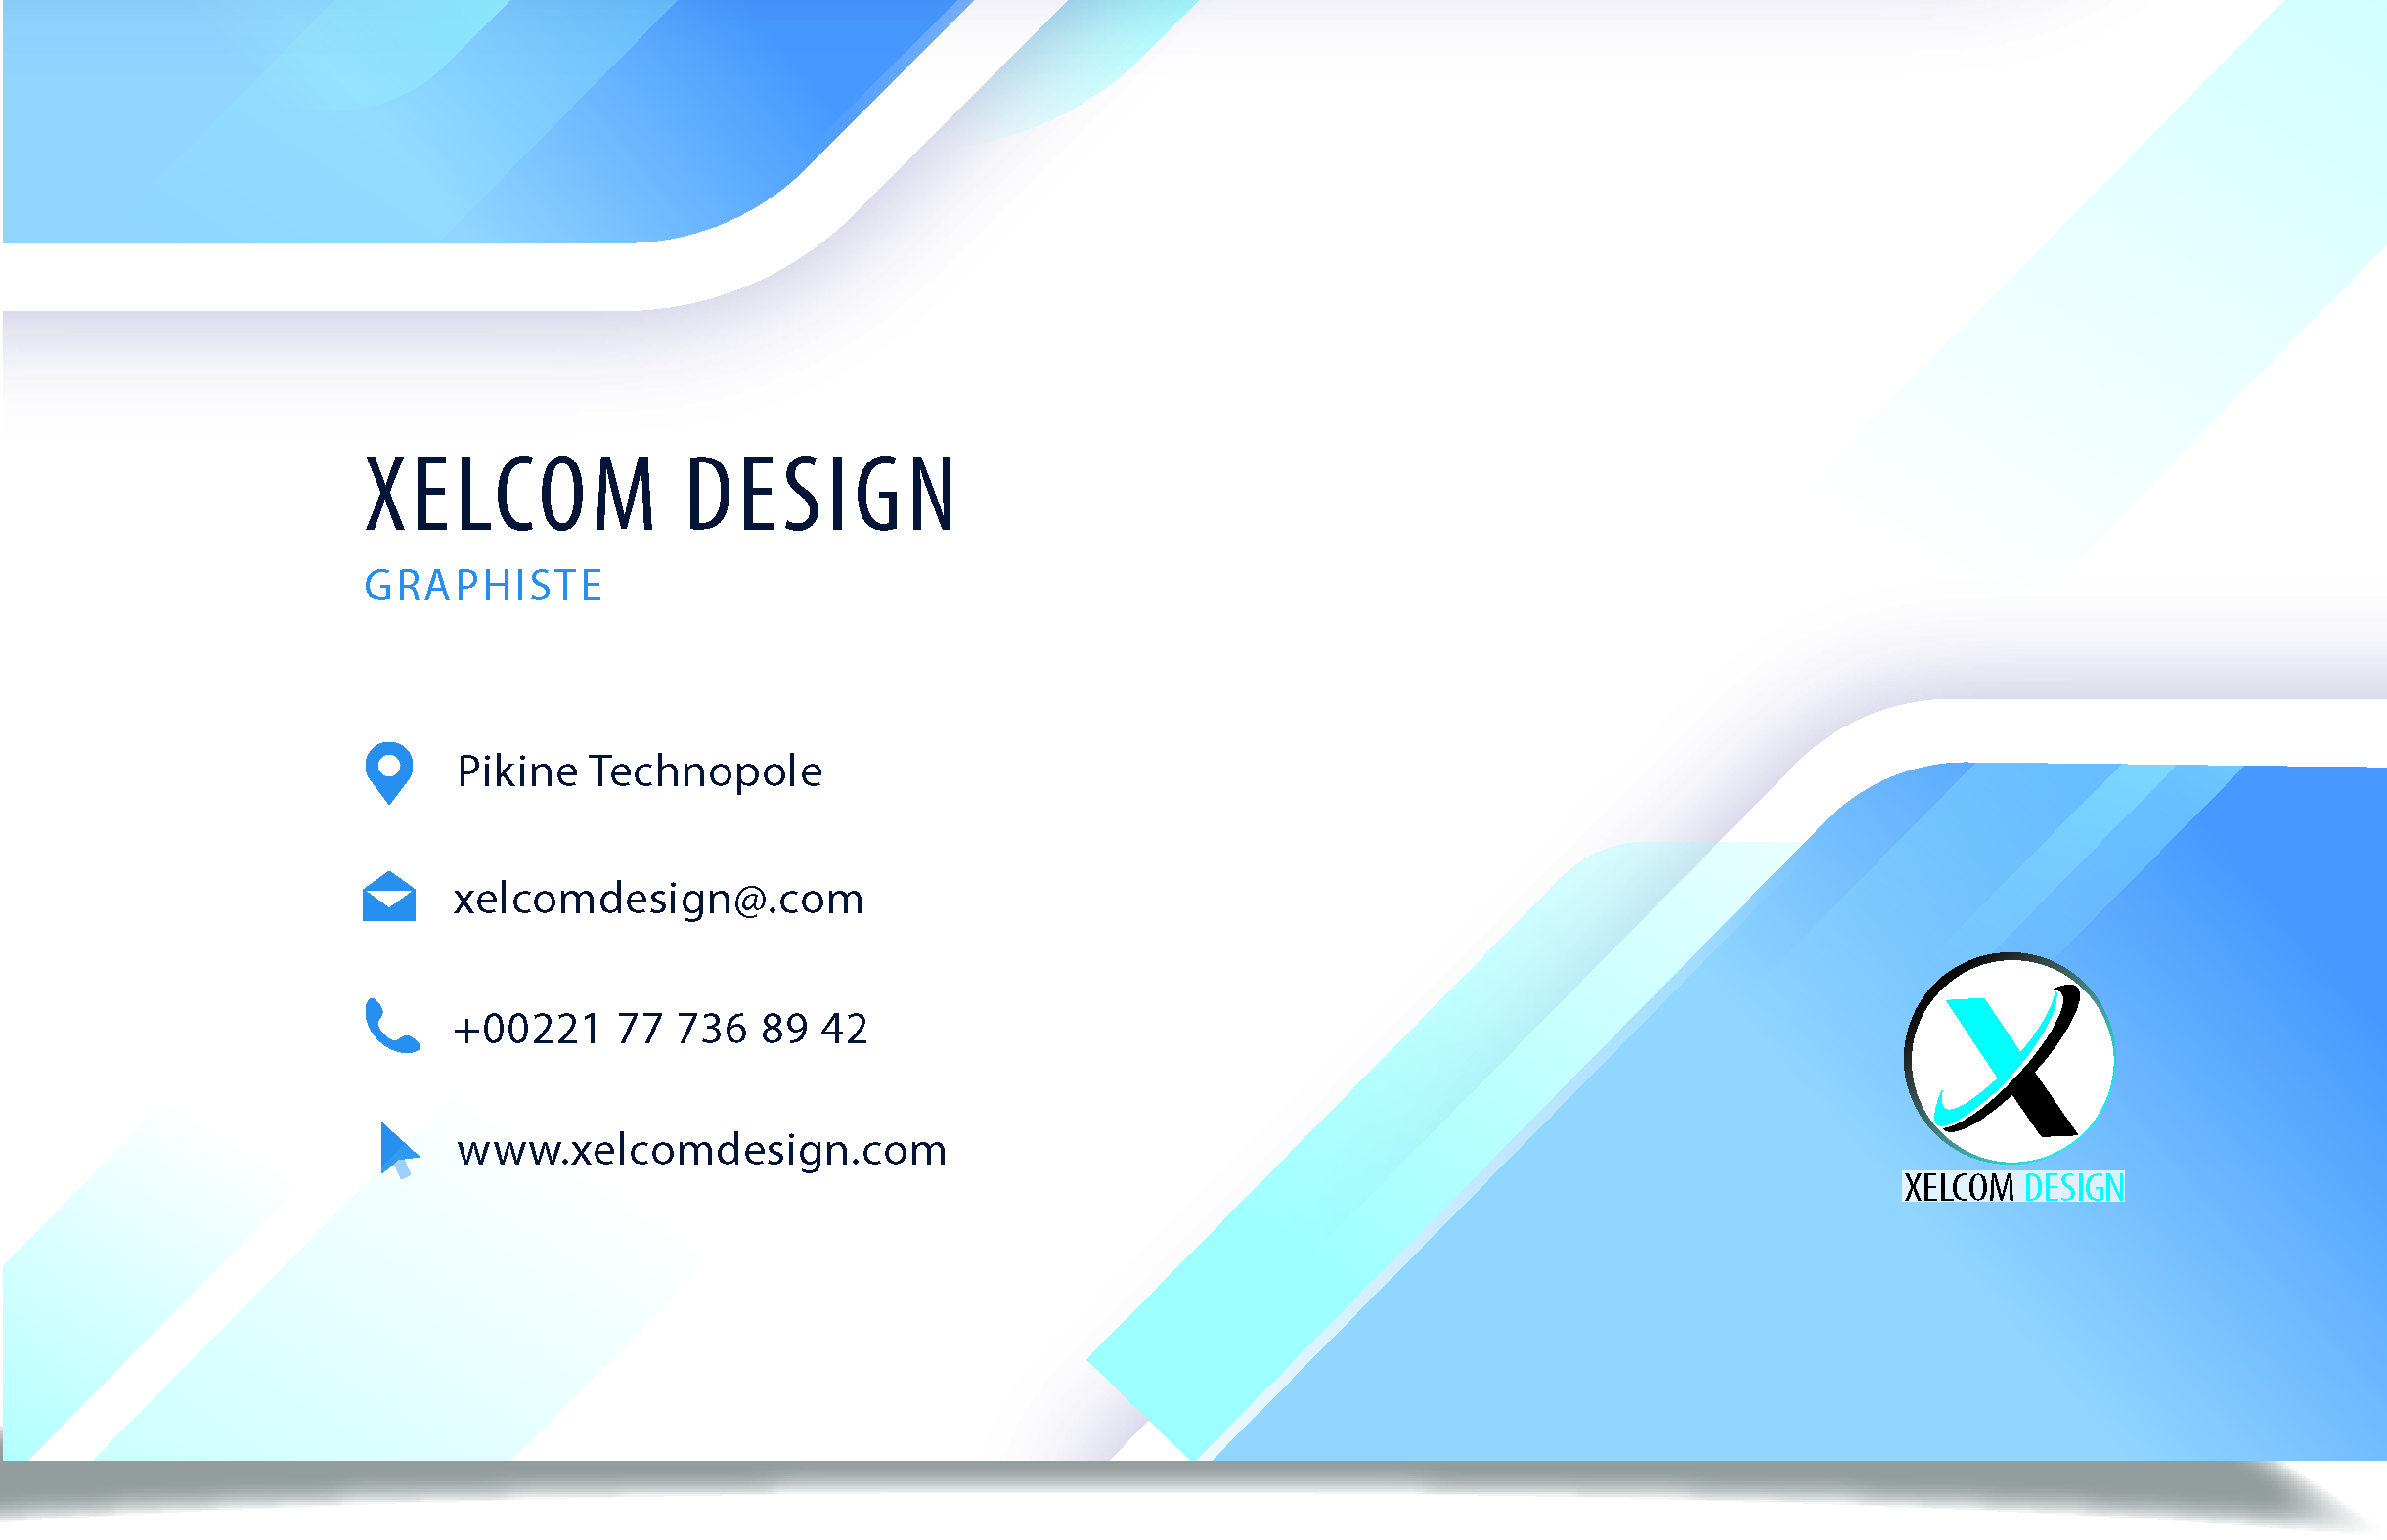 XELCOM DESIGN
GRAPHISTE
Pikine Technopole
xelcomdesign@.com
+00221 77 736 89 42
www.xelcomdesign.com
X
XELCOM DESIGN